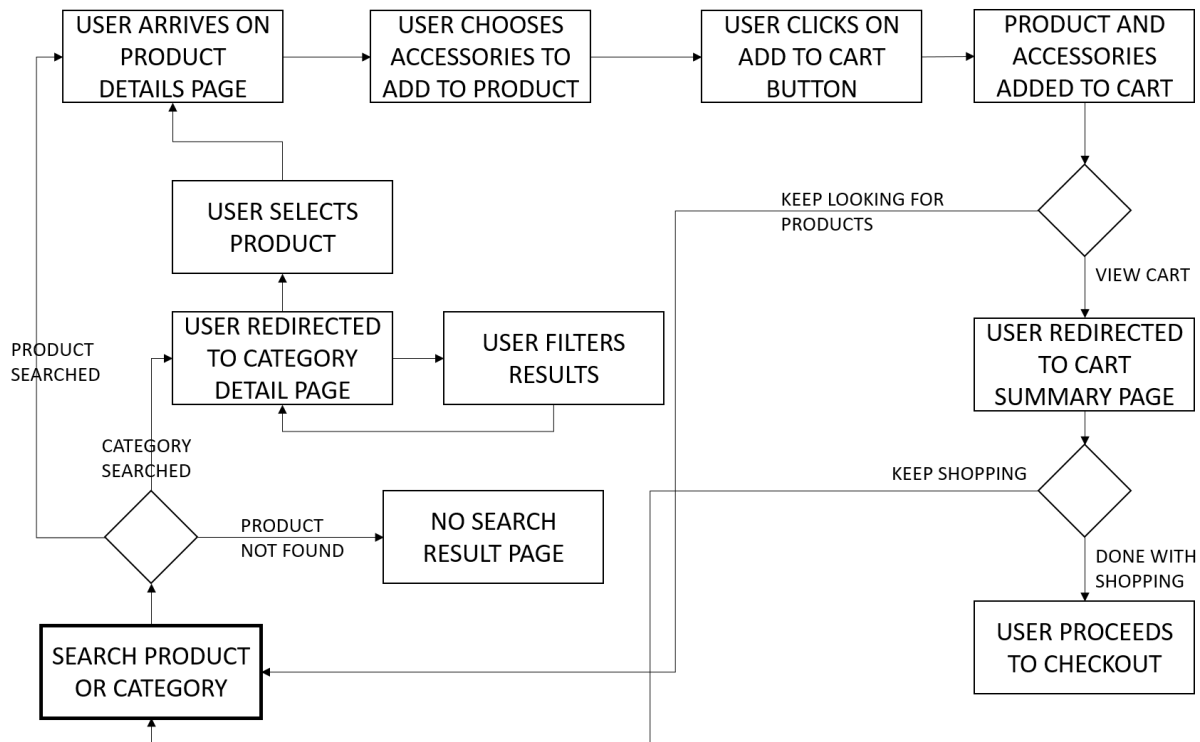 USER ARRIVES ON
PRODUCT
DETAILS PAGE
USER CHOOSES
ACCESSORIES TO
ADD TO PRODUCT
USER CLICKS ON
ADD TO CART
BUTTON
PRODUCT AND
ACCESSORIES
ADDED TO CART
USER SELECTS
PRODUCT
KEEP LOOKING FOR
PRODUCTS
VIEW CART
USER REDIRECTED
TO CATEGORY
DETAIL PAGE
USER FILTERS
RESULTS
USER REDIRECTED
TO CART
SUMMARY PAGE
PRODUCT
SEARCHED
CATEGORY
SEARCHED
KEEP SHOPPING
PRODUCT
NOT FOUND
NO SEARCH
RESULT PAGE
DONE WITH
SHOPPING
SEARCH PRODUCT
OR CATEGORY
USER PROCEEDS
TO CHECKOUT